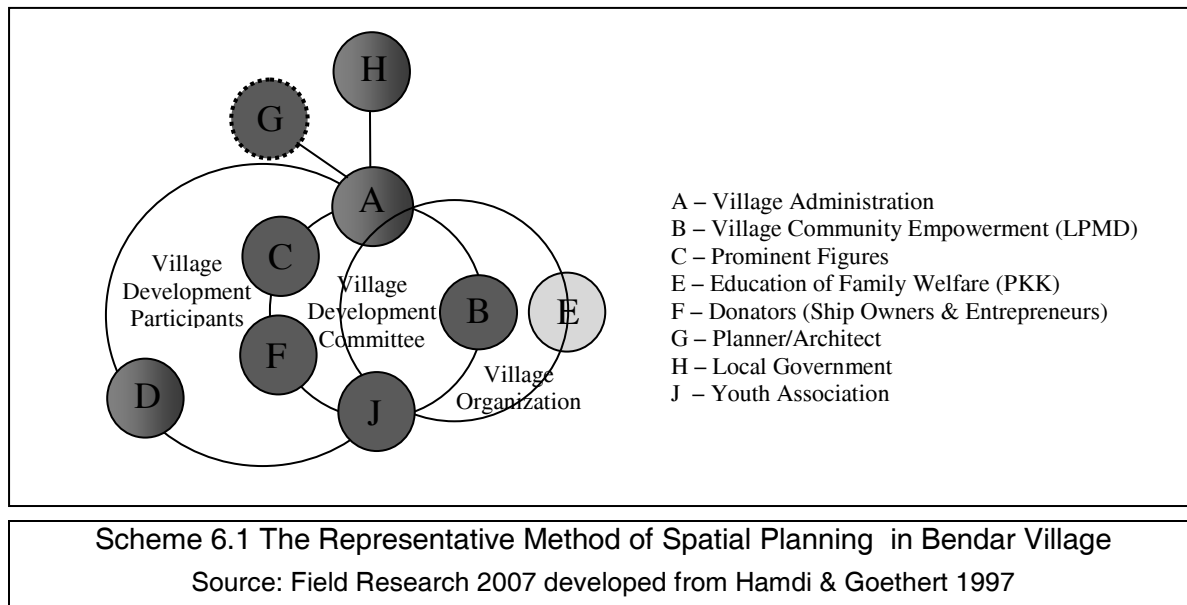 H
G
A
C
Village
Development
Participants
Village
Development
Committee
B
E
F
Village
Organization
D
J
A – Village Administration
B – Village Community Empowerment (LPMD)
C – Prominent Figures
E – Education of Family Welfare (PKK)
F – Donators (Ship Owners & Entrepreneurs)
G – Planner/Architect
H – Local Government
J – Youth Association
Scheme 6.1 The Representative Method of Spatial Planning in Bendar Village
Source: Field Research 2007 developed from Hamdi & Goethert 1997